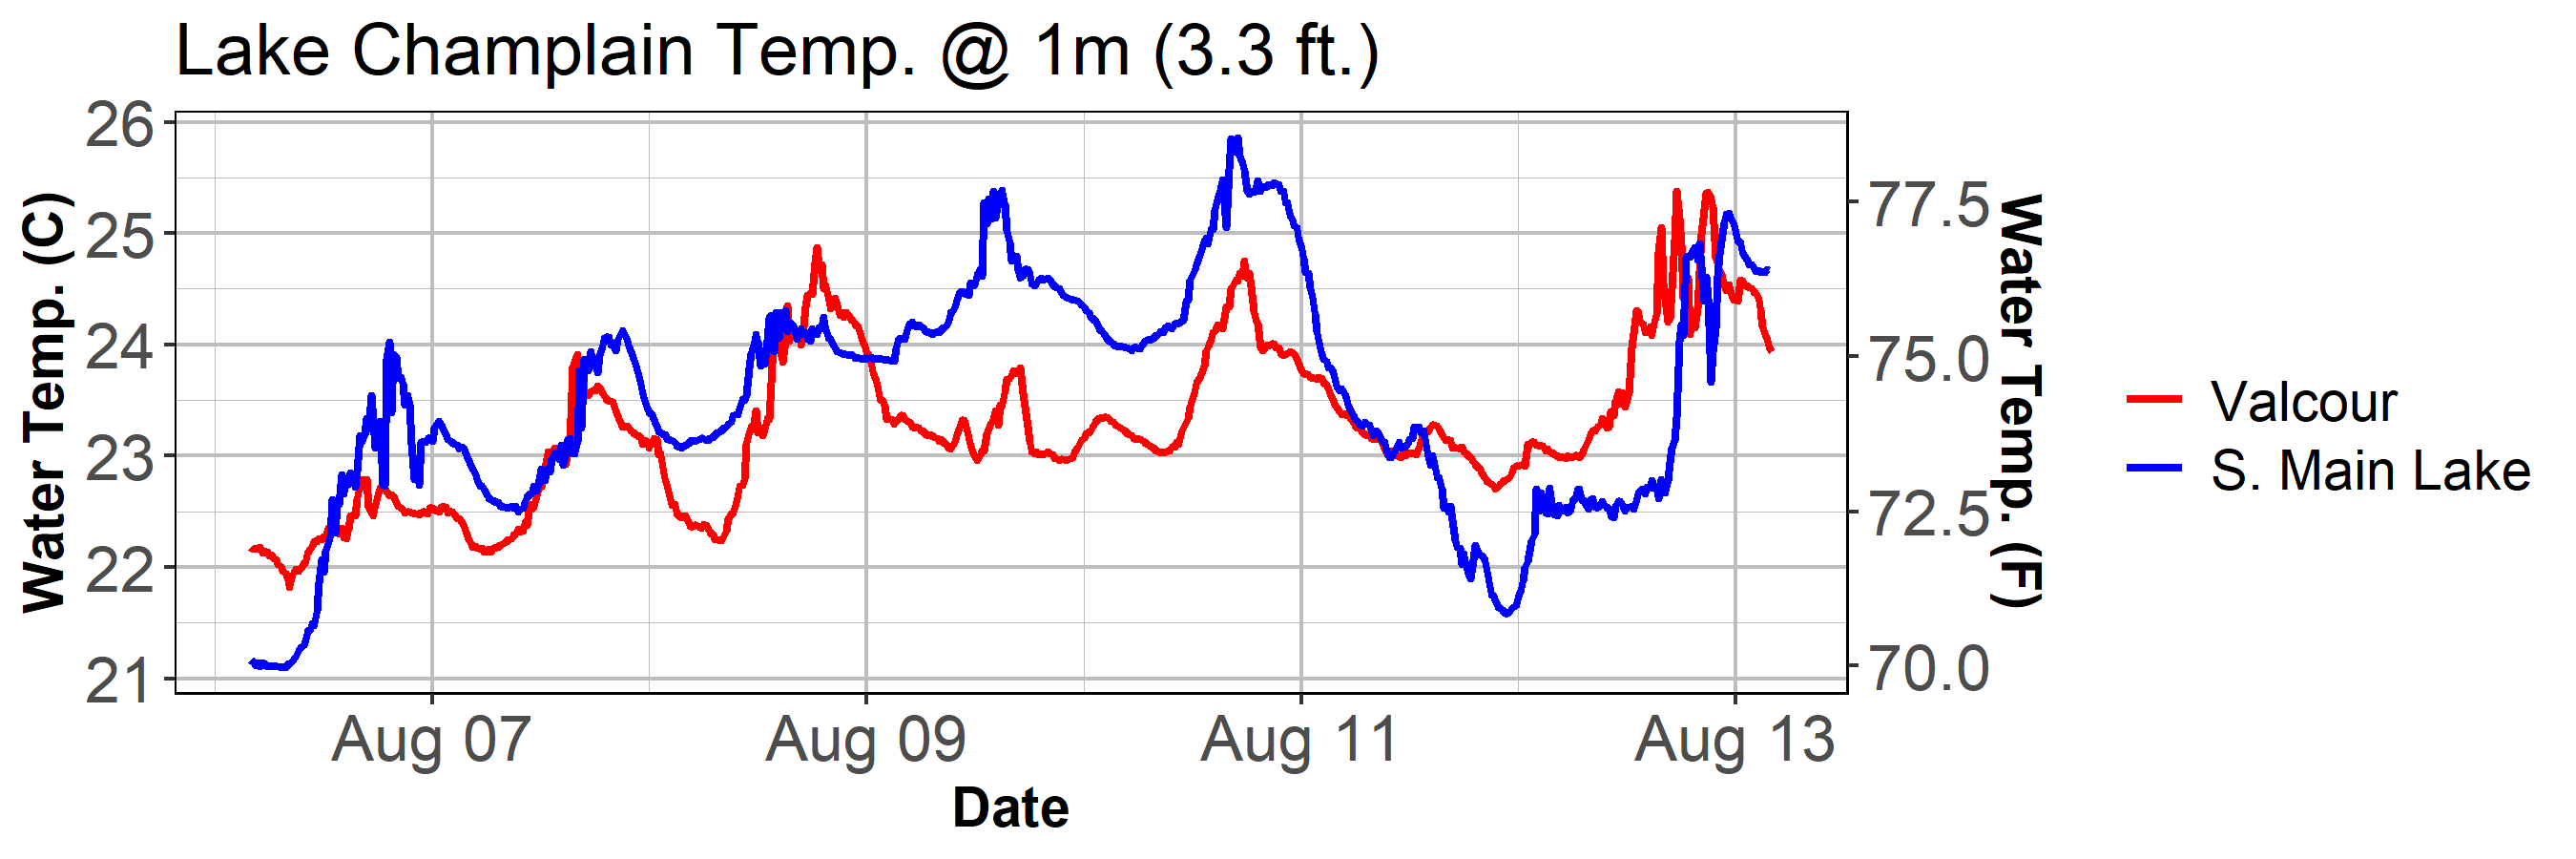 Lake Champlain Temp. @ 1m (3.3 ft.)
Water Temp. (C)
26
25
24
23
22
21
77.5
75.0
72.5
70.0
Water Temp. (F)
Aug 07 Aug 09 Aug 11 Aug 13
Date
Valcour
S. Main Lake